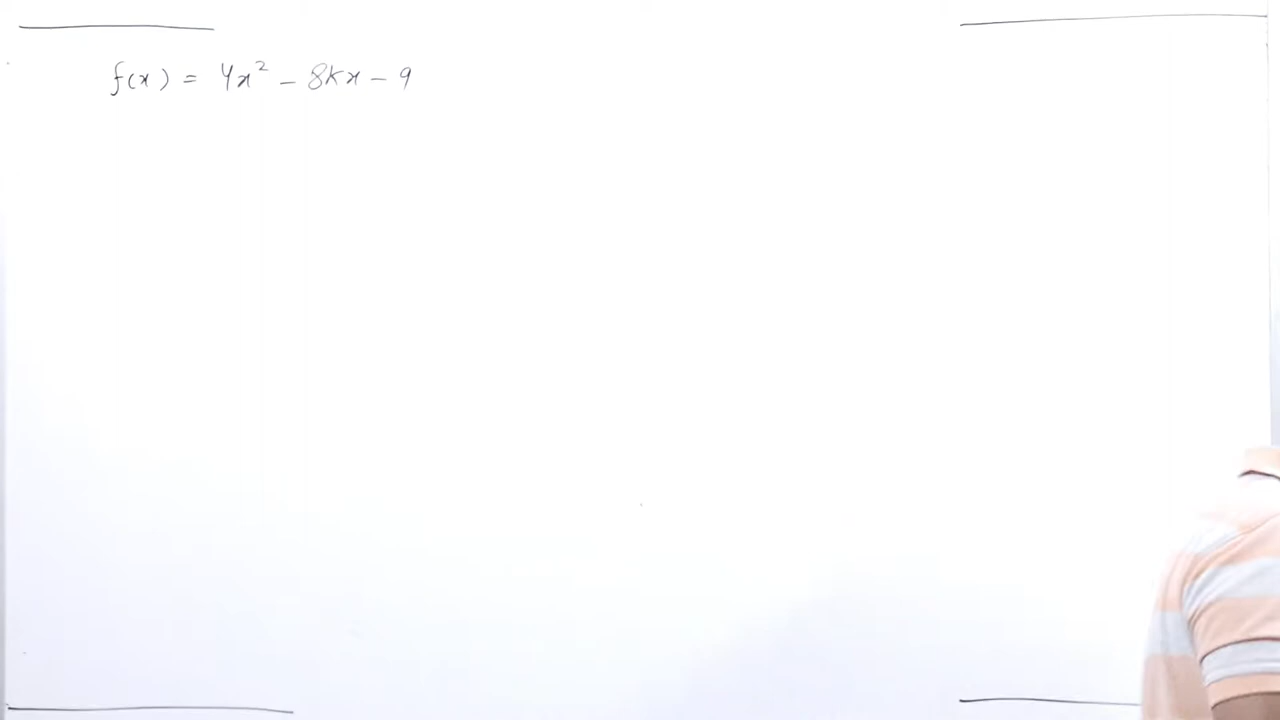 f(x) = 4x² - 8kx - 9